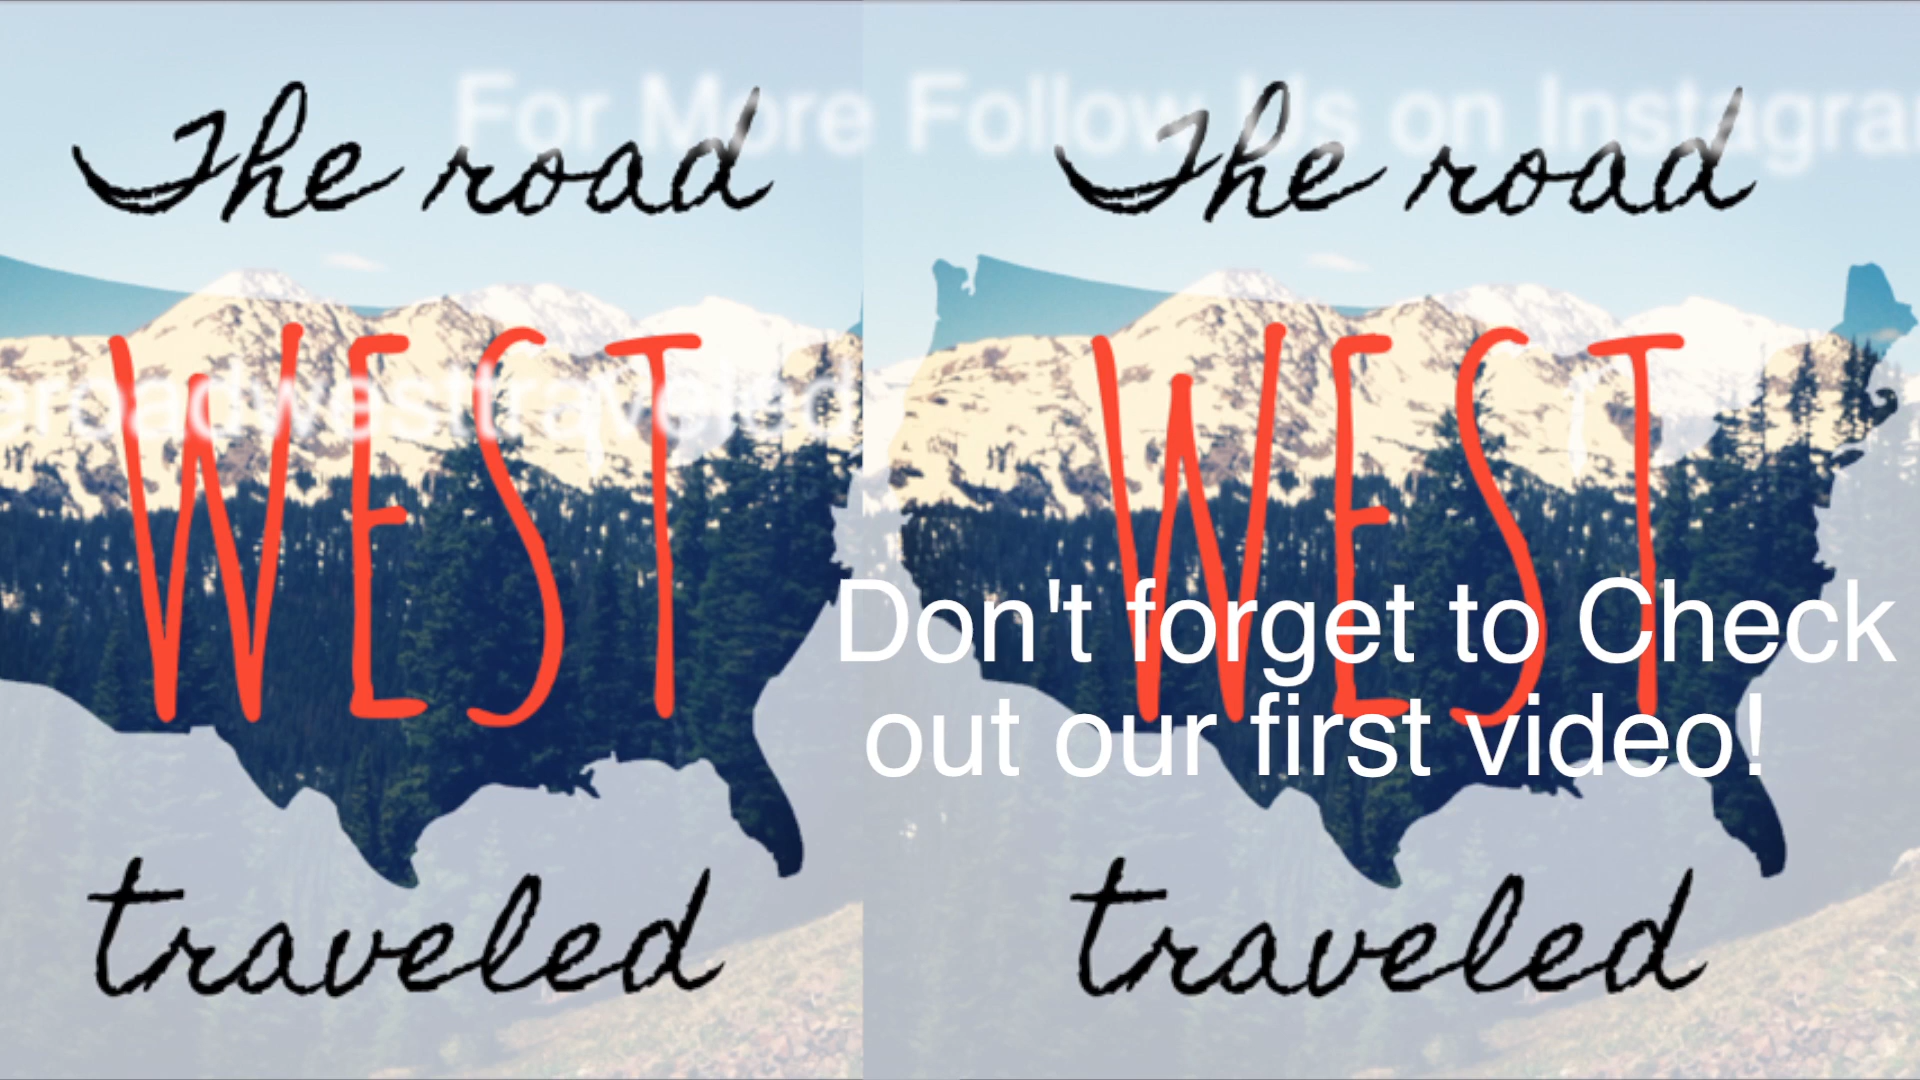 For More Follow Us on Instagra
The road
WEST
traveled
eroadwesttraveled
The road
WEST
traveled
Don't forget to Check
out our first video!